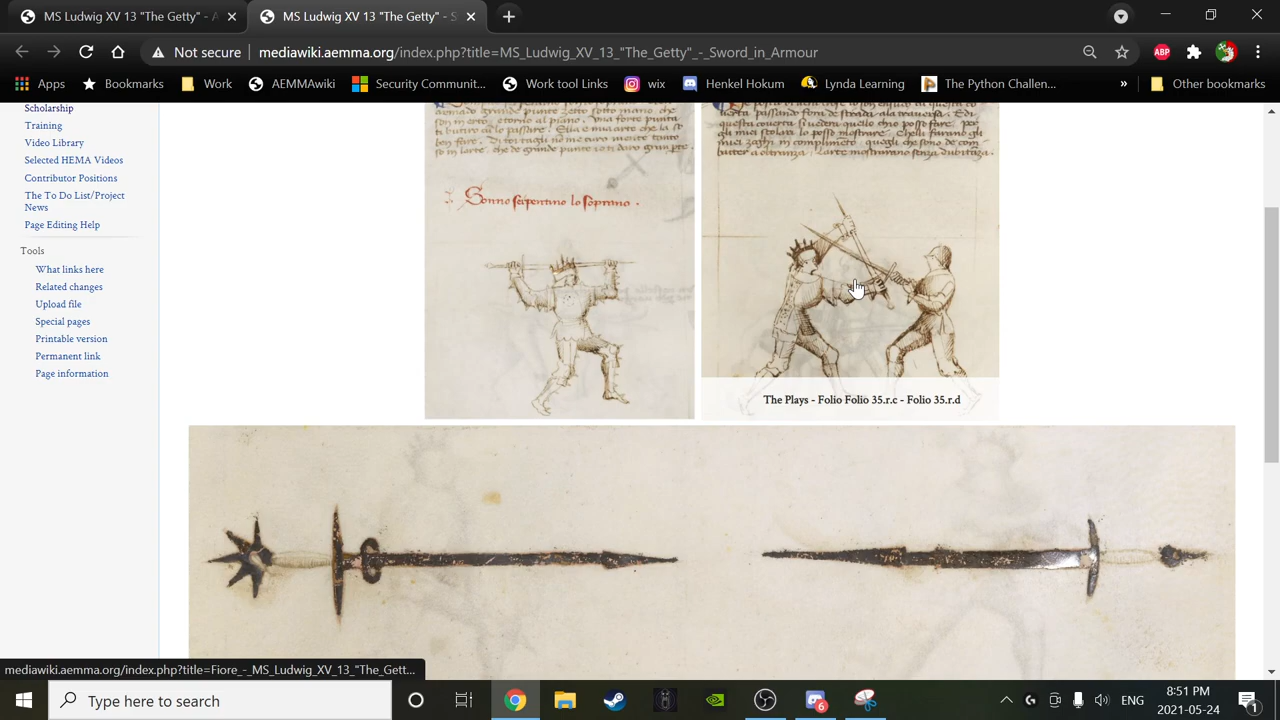 MS Ludwig XV 13 "The Getty" - A
MS Ludwig XV 13 "The Getty" - S
Not secure
mediawiki.aemma.org/index.php?title=MS_Ludwig_XV_13_"The_Getty"_-_Sword_in_Armour
ABP
Apps
Bookmarks
Work
AEMMAwiki
Security Communit...
Work tool Links
wix
Henkel Hokum
Lynda Learning
The Python Challen...
»
Other bookmarks
Scholarship
Training
Video Library
Selected HEMA Videos
Contributor Positions
The To Do List/Project
News
Page Editing Help
Tools
What links here
Related changes
Upload file
Special pages
Printable version
Permanent link
Page information
lo soprano.
The Plays - Folio Folio 35.r.c - Folio 35.r.d
mediawiki.aemma.org/index.php?title=Fiore_-_MS_Ludwig_XV_13_"The_Gett...
Type here to search
6
ENG
8:51 PM
2021-05-24
1